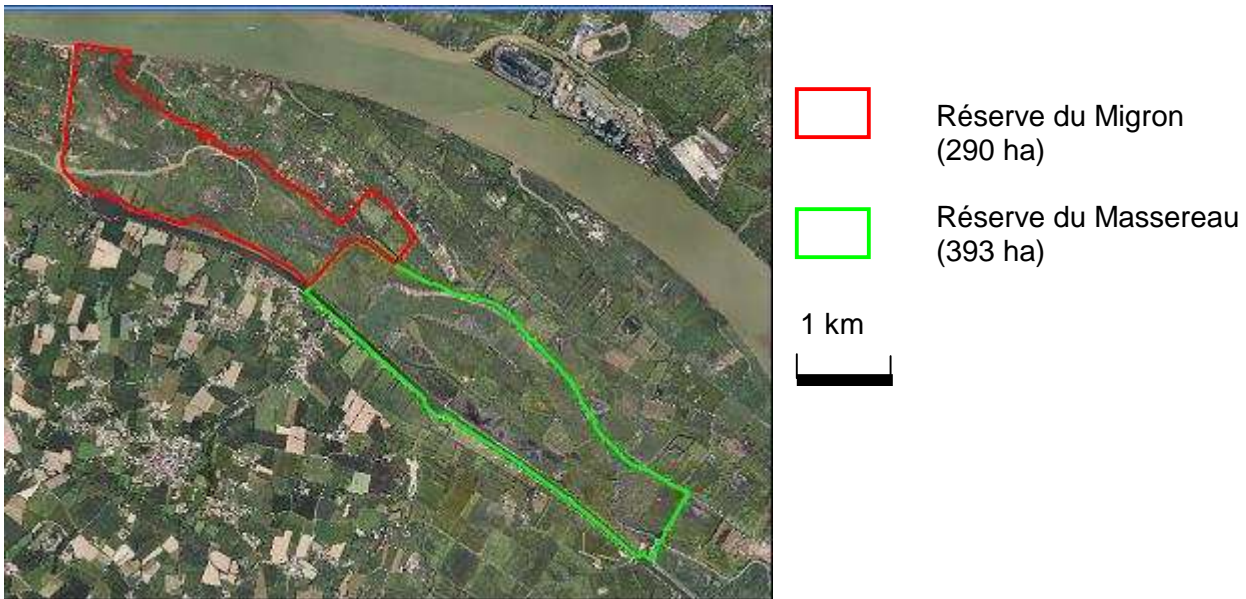 Réserve du Migron
(290 ha)
Réserve du Massereau
(393 ha)
1 km